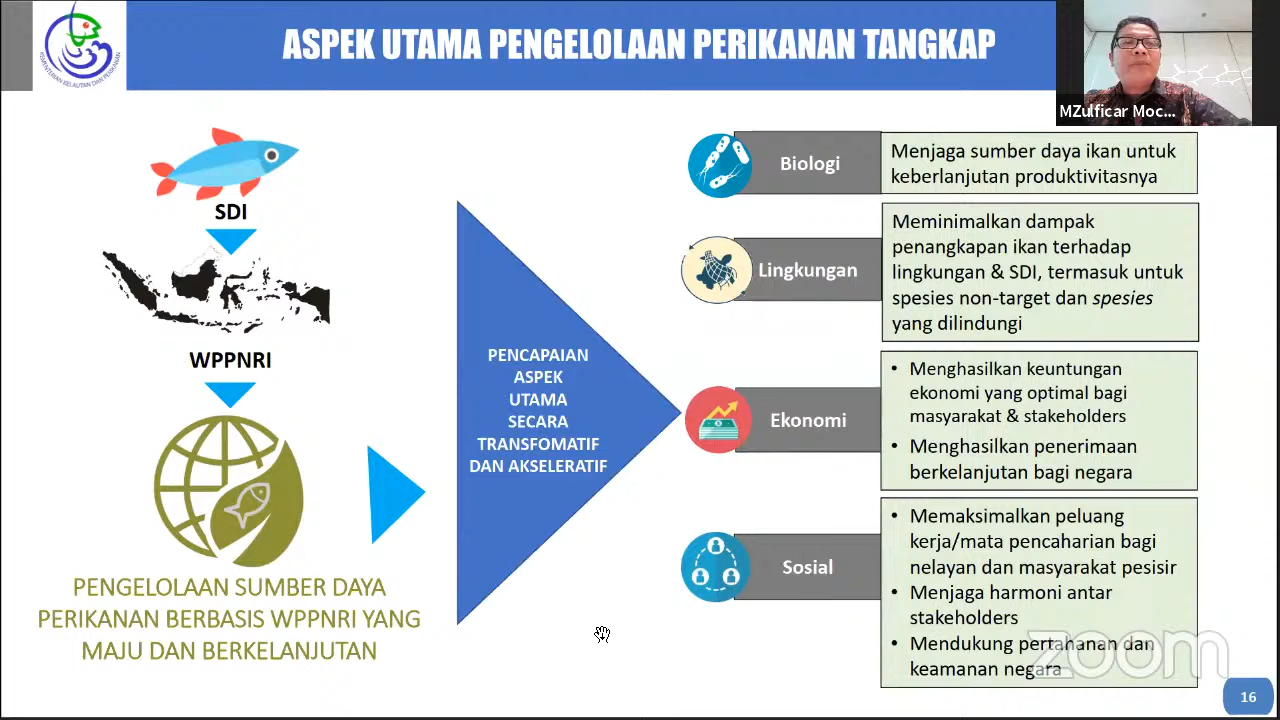 ASPEK UTAMA PENGELOLAAN PERIKANAN TANGKAP
KEMENTERIAN KELAUTAN DAN PERIKANAN
MZulficar Moc...
SDI
WPPNRI
PENGELOLAAN SUMBER DAYA
PERIKANAN BERBASIS WPPNRI YANG
MAJU DAN BERKELANJUTAN
PENCAPAIAN
ASPEK
UTAMA
SECARA
TRANSFOMATIF
DAN AKSELERATIF
Biologi
Menjaga sumber daya ikan untuk
keberlanjutan produktivitasnya
Lingkungan
Meminimalkan dampak
penangkapan ikan terhadap
lingkungan & SDI, termasuk untuk
spesies non-target dan spesies
yang dilindungi
Ekonomi
• Menghasilkan keuntungan
ekonomi yang optimal bagi
masyarakat & stakeholders
• Menghasilkan penerimaan
berkelanjutan bagi negara
Sosial
• Memaksimalkan peluang
kerja/mata pencaharian bagi
nelayan dan masyarakat pesisir
• Menjaga harmoni antar
stakeholders
• Mendukung pertahanan dan
keamanan negara
zoom
16